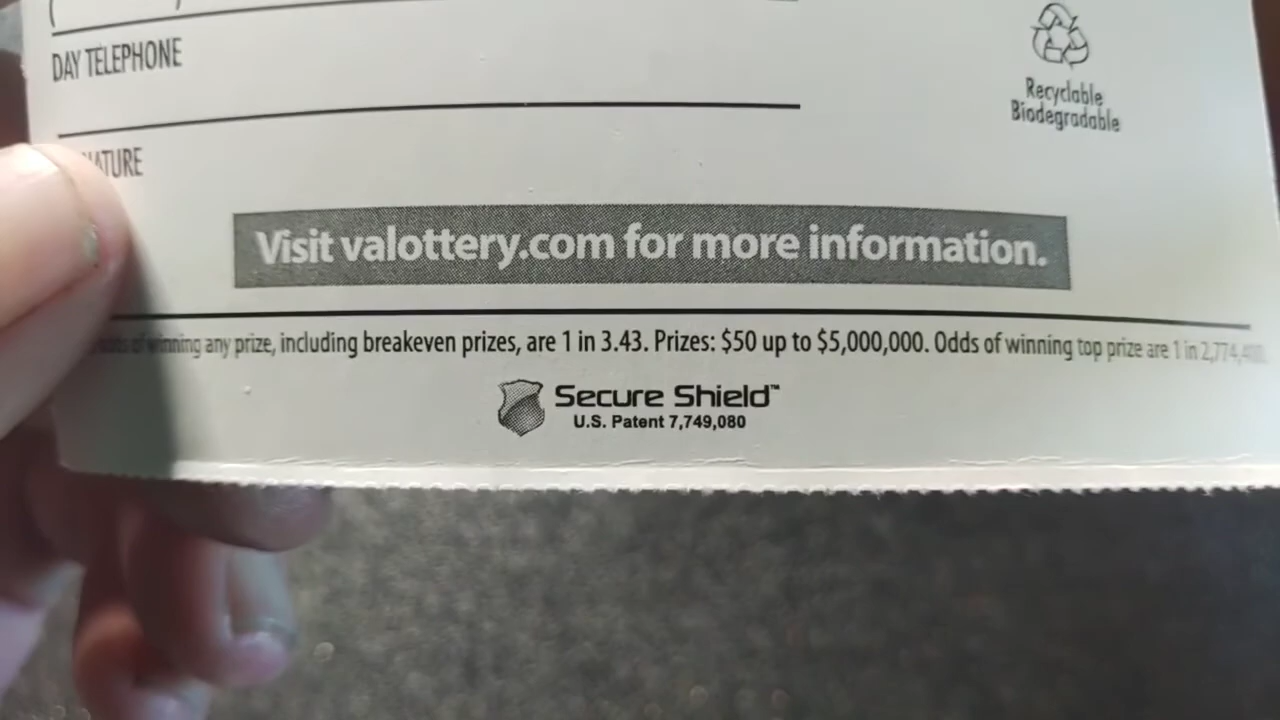 DAY TELEPHONE
Recyclable
Biodegradable
Visit valottery.com for more information.
of winning any prize, including breakeven prizes, are 1 in 3.43. Prizes: $50 up to $5,000,000. Odds of winning top prize are 1 in
Secure Shield™
U.S. Patent 7,749,080